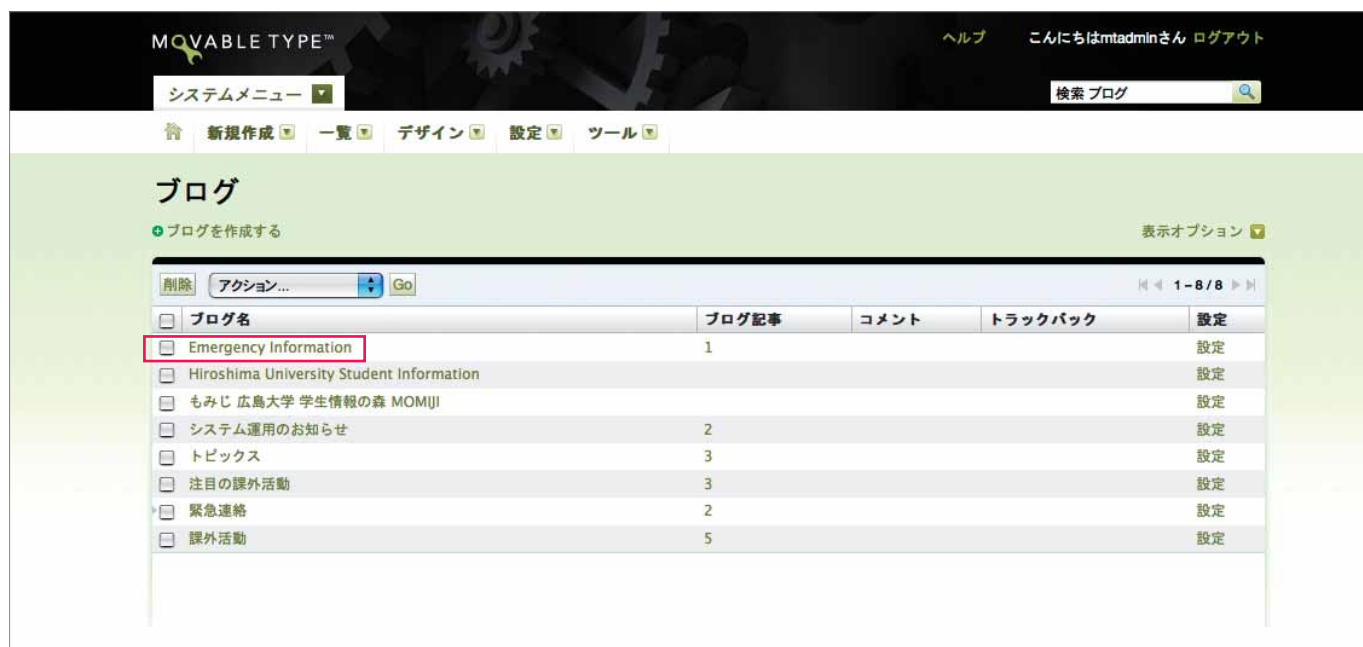 MOVABLE TYPE™
ヘルプ こんにちはmtadminさん ログアウト
システムメニュー
検索 ブログ
新規作成 一覧 デザイン 設定 ツール
ブログ
ブログを作成する
表示オプション
削除 アクション... Go
1-8/8
ブログ名 ブログ記事 コメント トラックバック 設定
Emergency Information 1 設定
Hiroshima University Student Information 設定
もみじ 広島大学 学生情報の森 MOMIJI 設定
システム運用のお知らせ 2 設定
トピックス 3 設定
注目の課外活動 3 設定
緊急連絡 2 設定
課外活動 5 設定